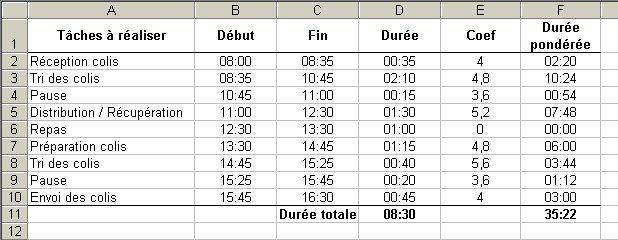 A B C D E F
1 Tâches à réaliser Début Fin Durée Coef Durée pondérée
2 Réception colis 08:00 08:35 00:35 4 02:20
3 Tri des colis 08:35 10:45 02:10 4,8 10:24
4 Pause 10:45 11:00 00:15 3,6 00:54
5 Distribution / Récupération 11:00 12:30 01:30 5,2 07:48
6 Repas 12:30 13:30 01:00 0 00:00
7 Préparation colis 13:30 14:45 01:15 4,8 06:00
8 Tri des colis 14:45 15:25 00:40 5,6 03:44
9 Pause 15:25 15:45 00:20 3,6 01:12
10 Envoi des colis 15:45 16:30 00:45 4 03:00
11 Durée totale 08:30 35:22
12